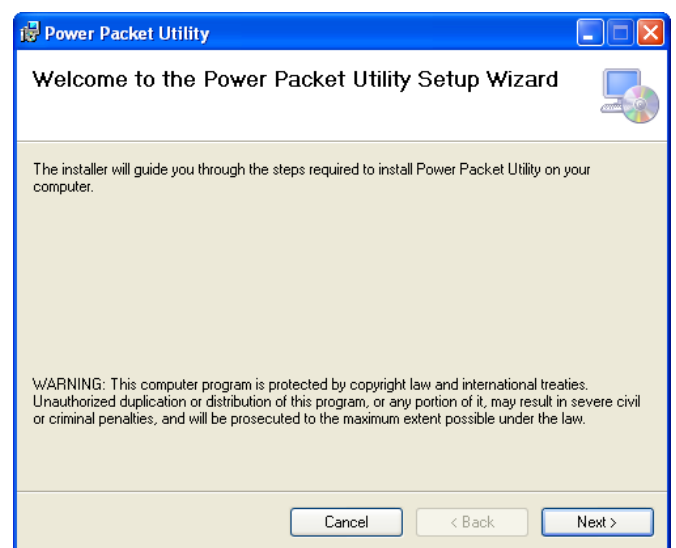 Power Packet Utility
Welcome to the Power Packet Utility Setup Wizard
The installer will guide you through the steps required to install Power Packet Utility on your
computer.
WARNING: This computer program is protected by copyright law and international treaties.
Unauthorized duplication or distribution of this program, or any portion of it, may result in severe civil
or criminal penalties, and will be prosecuted to the maximum extent possible under the law.
Cancel < Back Next >